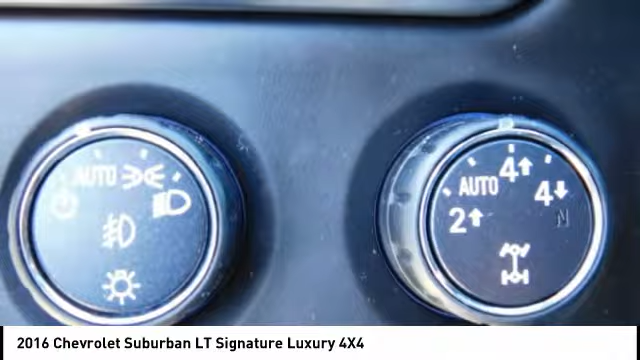 AUTO
AUTO 4↑
2↑ 4↓
N
2016 Chevrolet Suburban LT Signature Luxury 4X4